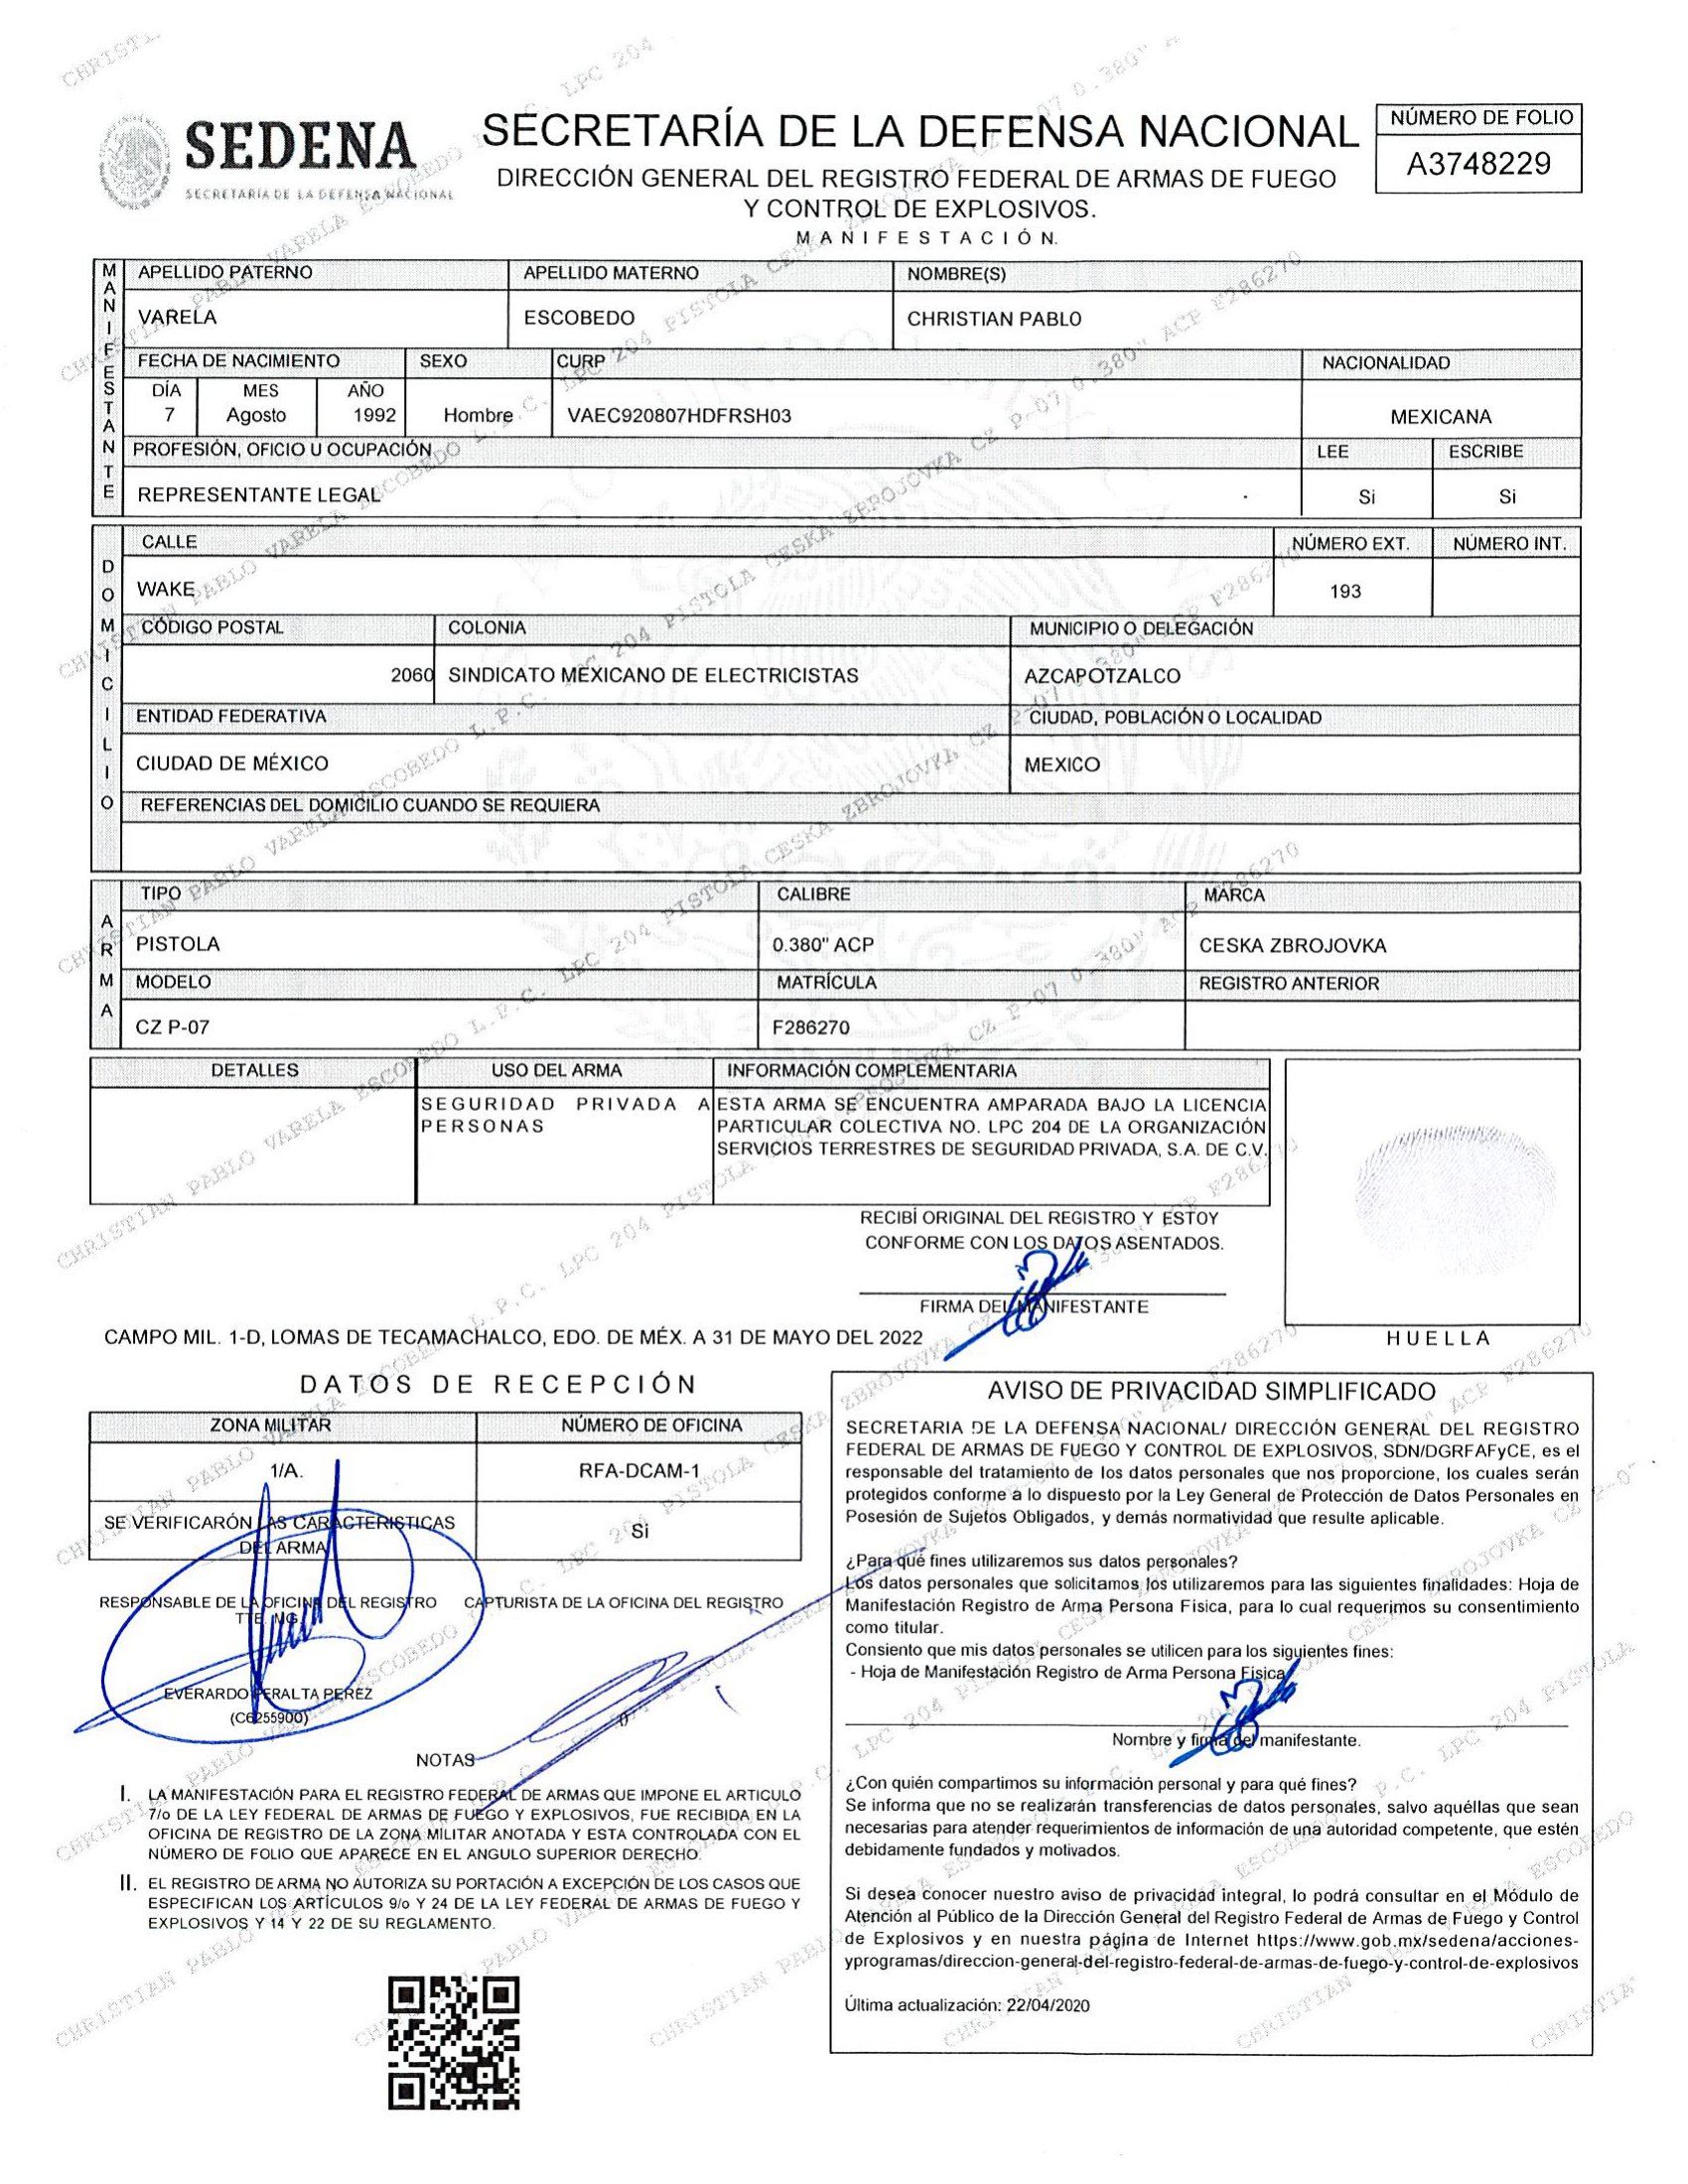 SEDENA
SECRETARÍA DE LA DEFENSA NACIONAL
SECRETARÍA DE LA DEFENSA NACIONAL
DIRECCIÓN GENERAL DEL REGISTRO FEDERAL DE ARMAS DE FUEGO
Y CONTROL DE EXPLOSIVOS.
MANIFESTACIÓN.
NÚMERO DE FOLIO
A3748229
MANIFESTANTE
APELLIDO PATERNO APELLIDO MATERNO NOMBRE(S)
VARELA ESCOBEDO CHRISTIAN PABLO
FECHA DE NACIMIENTO SEXO CURP NACIONALIDAD
DÍA MES AÑO
7 Agosto 1992 Hombre VAEC920807HDFRSH03 MEXICANA
PROFESIÓN, OFICIO U OCUPACIÓN LEE ESCRIBE
REPRESENTANTE LEGAL Si Si
DOMICILIO
CALLE NÚMERO EXT. NÚMERO INT.
WAKE 193
CÓDIGO POSTAL COLONIA MUNICIPIO O DELEGACIÓN
2060 SINDICATO MEXICANO DE ELECTRICISTAS AZCAPOTZALCO
ENTIDAD FEDERATIVA CIUDAD, POBLACIÓN O LOCALIDAD
CIUDAD DE MÉXICO MEXICO
REFERENCIAS DEL DOMICILIO CUANDO SE REQUIERA
ARMA
TIPO CALIBRE MARCA
PISTOLA 0.380" ACP CESKA ZBROJOVKA
MODELO MATRÍCULA REGISTRO ANTERIOR
CZ P-07 F286270
DETALLES USO DEL ARMA INFORMACIÓN COMPLEMENTARIA
SEGURIDAD PRIVADA A
PERSONAS
ESTA ARMA SE ENCUENTRA AMPARADA BAJO LA LICENCIA
PARTICULAR COLECTIVA NO. LPC 204 DE LA ORGANIZACIÓN
SERVICIOS TERRESTRES DE SEGURIDAD PRIVADA, S.A. DE C.V.
RECIBÍ ORIGINAL DEL REGISTRO Y ESTOY
CONFORME CON LOS DATOS ASENTADOS.
FIRMA DEL MANIFESTANTE
HUELLA
CAMPO MIL. 1-D, LOMAS DE TECAMACHALCO, EDO. DE MÉX. A 31 DE MAYO DEL 2022
DATOS DE RECEPCIÓN
ZONA MILITAR NÚMERO DE OFICINA
1/A. RFA-DCAM-1
SE VERIFICARÓN LAS CARACTERISTICAS
DEL ARMA
Si
RESPONSABLE DE LA OFICINA DEL REGISTRO CAPTURISTA DE LA OFICINA DEL REGISTRO
TTE. MG.
EVERARDO PERALTA PEREZ
(C6255900)
()
NOTAS
I. LA MANIFESTACIÓN PARA EL REGISTRO FEDERAL DE ARMAS QUE IMPONE EL ARTICULO
7/o DE LA LEY FEDERAL DE ARMAS DE FUEGO Y EXPLOSIVOS, FUE RECIBIDA EN LA
OFICINA DE REGISTRO DE LA ZONA MILITAR ANOTADA Y ESTA CONTROLADA CON EL
NÚMERO DE FOLIO QUE APARECE EN EL ANGULO SUPERIOR DERECHO.
II. EL REGISTRO DE ARMA NO AUTORIZA SU PORTACIÓN A EXCEPCIÓN DE LOS CASOS QUE
ESPECIFICAN LOS ARTÍCULOS 9/o Y 24 DE LA LEY FEDERAL DE ARMAS DE FUEGO Y
EXPLOSIVOS Y 14 Y 22 DE SU REGLAMENTO.
AVISO DE PRIVACIDAD SIMPLIFICADO
SECRETARIA DE LA DEFENSA NACIONAL/ DIRECCIÓN GENERAL DEL REGISTRO
FEDERAL DE ARMAS DE FUEGO Y CONTROL DE EXPLOSIVOS, SDN/DGRFAFyCE, es el
responsable del tratamiento de los datos personales que nos proporcione, los cuales serán
protegidos conforme a lo dispuesto por la Ley General de Protección de Datos Personales en
Posesión de Sujetos Obligados, y demás normatividad que resulte aplicable.
¿Para qué fines utilizaremos sus datos personales?
Los datos personales que solicitamos los utilizaremos para las siguientes finalidades: Hoja de
Manifestación Registro de Arma Persona Fisica, para lo cual requerimos su consentimiento
como titular.
Consiento que mis datos personales se utilicen para los siguientes fines:
- Hoja de Manifestación Registro de Arma Persona Fisica
Nombre y firma del manifestante.
¿Con quién compartimos su información personal y para qué fines?
Se informa que no se realizarán transferencias de datos personales, salvo aquéllas que sean
necesarias para atender requerimientos de información de una autoridad competente, que estén
debidamente fundados y motivados.
Si desea conocer nuestro aviso de privacidad integral, lo podrá consultar en el Módulo de
Atención al Público de la Dirección General del Registro Federal de Armas de Fuego y Control
de Explosivos y en nuestra página de Internet https://www.gob.mx/sedena/acciones-
yprogramas/direccion-general-del-registro-federal-de-armas-de-fuego-y-control-de-explosivos
Última actualización: 22/04/2020
CHRISTIAN PABLO VARELA ESCOBEDO L.P.C. LPC 204 PISTOLA CESKA ZBROJOVKA CZ P-07 0.380" ACP F286270